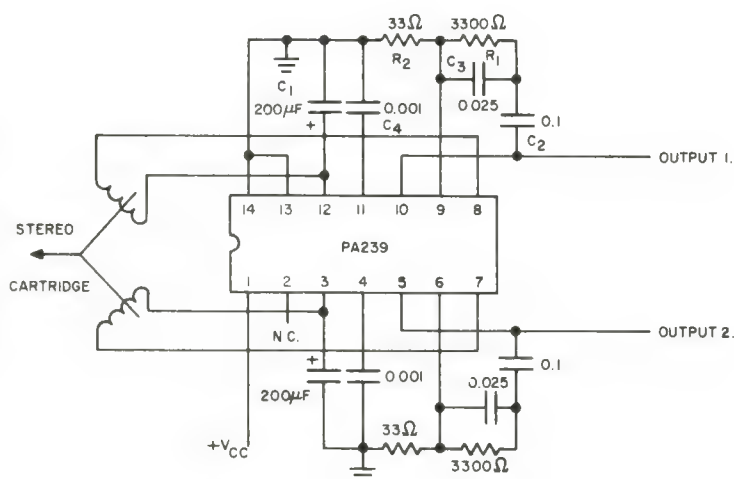 33Ω
3300Ω
R2
R1
C3
C1
200µF
+
0.001
C4
0.025
0.1
C2
OUTPUT 1.
14 13 12 11 10 9 8
STEREO
CARTRIDGE
PA239
1 2 3 4 5 6 7
N.C.
OUTPUT 2.
+
200µF
0.001
0.025
0.1
33Ω
3300Ω
+VCC